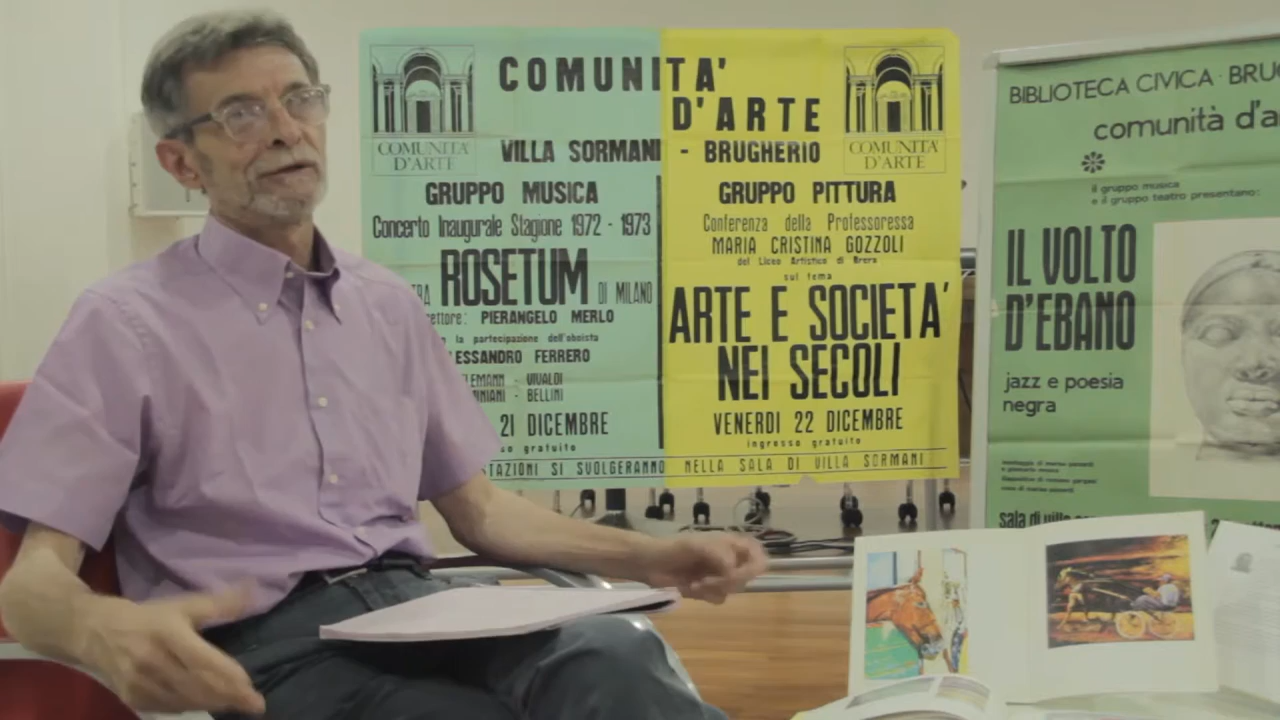 COMUNITA' D'ARTE
COMUNITA' D'ARTE
COMUNITA' D'ARTE
VILLA SORMANI - BRUGHERIO
GRUPPO MUSICA
Concerto Inaugurale Stagione 1972 - 1973
ROSETUM DI MILANO
PIERANGELO MERLO
la partecipazione dell'oboista
ESSANDRO FERRERO
EMANN - VIVALDI
NIANI - BELLINI
21 DICEMBRE
gratuito
GRUPPO PITTURA
Conferenza della Professoressa
MARIA CRISTINA GOZZOLI
del Liceo Artistico di Brera
sul tema
ARTE E SOCIETA'
NEI SECOLI
VENERDI 22 DICEMBRE
ingresso gratuito
STAZIONI SI SVOLGERANNO NELLA SALA DI VILLA SORMANI
BIBLIOTECA CIVICA · BRUG
comunità d'a
il gruppo musica
e il gruppo teatro presentano:
IL VOLTO
D'EBANO
jazz e poesia
negra